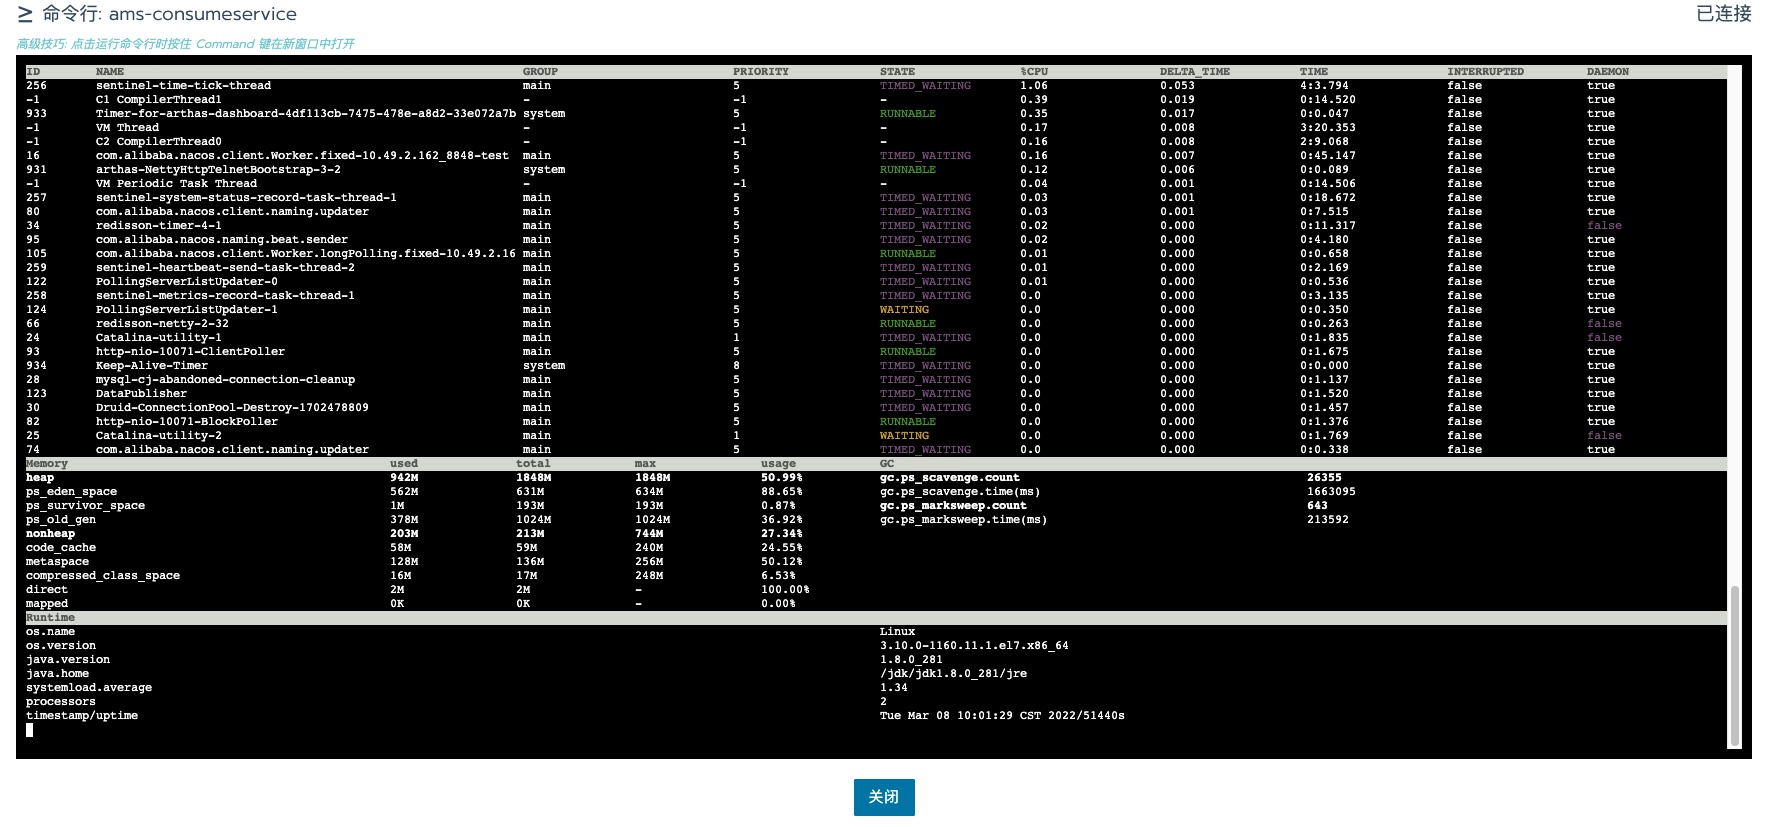 ≥ 命令行: ams-consumeservice 已连接
高级技巧: 点击运行命令行时按住 Command 键在新窗口中打开
ID NAME GROUP PRIORITY STATE %CPU DELTA_TIME TIME INTERRUPTED DAEMON
256 sentinel-time-tick-thread main 5 TIMED_WAITING 1.06 0.053 4:3.794 false true
-1 C1 CompilerThread1 - -1 - 0.39 0.019 0:14.520 false true
933 Timer-for-arthas-dashboard-4df113cb-7475-478e-a8d2-33e072a7b system 5 RUNNABLE 0.35 0.017 0:0.047 false true
-1 VM Thread - -1 - 0.17 0.008 3:20.353 false true
-1 C2 CompilerThread0 - -1 - 0.16 0.008 2:9.068 false true
16 com.alibaba.nacos.client.Worker.fixed-10.49.2.162_8848-test main 5 TIMED_WAITING 0.16 0.007 0:45.147 false true
931 arthas-NettyHttpTelnetBootstrap-3-2 system 5 RUNNABLE 0.12 0.006 0:0.089 false true
-1 VM Periodic Task Thread - -1 - 0.04 0.001 0:14.506 false true
257 sentinel-system-status-record-task-thread-1 main 5 TIMED_WAITING 0.03 0.001 0:18.672 false true
80 com.alibaba.nacos.client.naming.updater main 5 TIMED_WAITING 0.03 0.001 0:7.515 false true
34 redisson-timer-4-1 main 5 TIMED_WAITING 0.02 0.000 0:11.317 false false
95 com.alibaba.nacos.naming.beat.sender main 5 TIMED_WAITING 0.02 0.000 0:4.180 false true
105 com.alibaba.nacos.client.Worker.longPolling.fixed-10.49.2.16 main 5 RUNNABLE 0.01 0.000 0:0.658 false true
259 sentinel-heartbeat-send-task-thread-2 main 5 TIMED_WAITING 0.01 0.000 0:2.169 false true
122 PollingServerListUpdater-0 main 5 TIMED_WAITING 0.01 0.000 0:0.536 false true
258 sentinel-metrics-record-task-thread-1 main 5 TIMED_WAITING 0.0 0.000 0:3.135 false true
124 PollingServerListUpdater-1 main 5 WAITING 0.0 0.000 0:0.350 false true
66 redisson-netty-2-32 main 5 RUNNABLE 0.0 0.000 0:0.263 false false
24 Catalina-utility-1 main 1 TIMED_WAITING 0.0 0.000 0:1.835 false false
93 http-nio-10071-ClientPoller main 5 RUNNABLE 0.0 0.000 0:1.675 false true
934 Keep-Alive-Timer system 8 TIMED_WAITING 0.0 0.000 0:0.000 false true
28 mysql-cj-abandoned-connection-cleanup main 5 TIMED_WAITING 0.0 0.000 0:1.137 false true
123 DataPublisher main 5 TIMED_WAITING 0.0 0.000 0:1.520 false true
30 Druid-ConnectionPool-Destroy-1702478809 main 5 TIMED_WAITING 0.0 0.000 0:1.457 false true
82 http-nio-10071-BlockPoller main 5 RUNNABLE 0.0 0.000 0:1.376 false true
25 Catalina-utility-2 main 1 WAITING 0.0 0.000 0:1.769 false false
74 com.alibaba.nacos.client.naming.updater main 5 TIMED_WAITING 0.0 0.000 0:0.338 false true
Memory used total max usage GC
heap 942M 1848M 1848M 50.99% gc.ps_scavenge.count 26355
ps_eden_space 562M 631M 634M 88.65% gc.ps_scavenge.time(ms) 1663095
ps_survivor_space 1M 193M 193M 0.87% gc.ps_marksweep.count 643
ps_old_gen 378M 1024M 1024M 36.92% gc.ps_marksweep.time(ms) 213592
nonheap 203M 213M 744M 27.34%
code_cache 58M 59M 240M 24.55%
metaspace 128M 136M 256M 50.12%
compressed_class_space 16M 17M 248M 6.53%
direct 2M 2M - 100.00%
mapped 0K 0K - 0.00%
Runtime
os.name Linux
os.version 3.10.0-1160.11.1.el7.x86_64
java.version 1.8.0_281
java.home /jdk/jdk1.8.0_281/jre
systemload.average 1.34
processors 2
timestamp/uptime Tue Mar 08 10:01:29 CST 2022/51440s
关闭